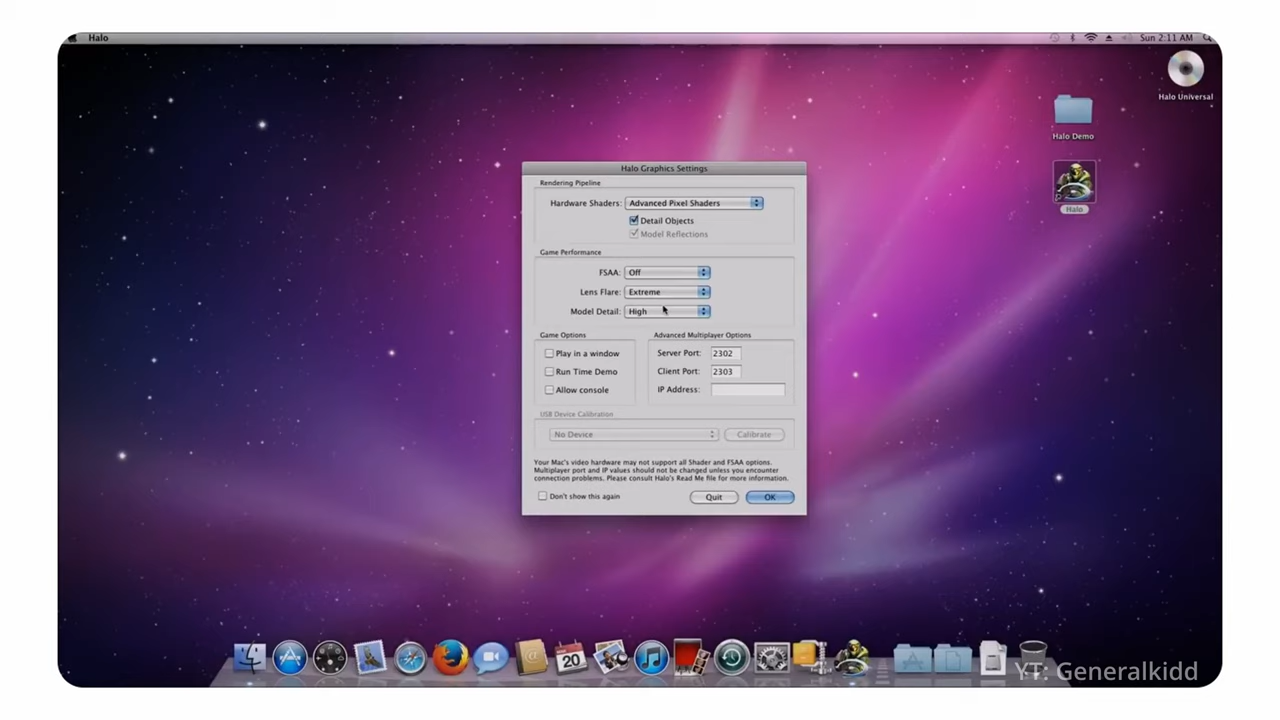 Halo
Sun 2:11 AM
Halo Universal
Halo Demo
Halo
Halo Graphics Settings
Rendering Pipeline
Hardware Shaders: Advanced Pixel Shaders
Detail Objects
Model Reflections
Game Performance
FSAA: Off
Lens Flare: Extreme
Model Detail: High
Game Options
Play in a window
Run Time Demo
Allow console
Advanced Multiplayer Options
Server Port: 2302
Client Port: 2303
IP Address:
USB Device Calibration
No Device Calibrate
Your Mac's video hardware may not support all Shader and FSAA options.
Multiplayer port and IP values should not be changed unless you encounter
connection problems. Please consult Halo's Read Me file for more information.
Don't show this again Quit OK
20
YT: Generalkidd